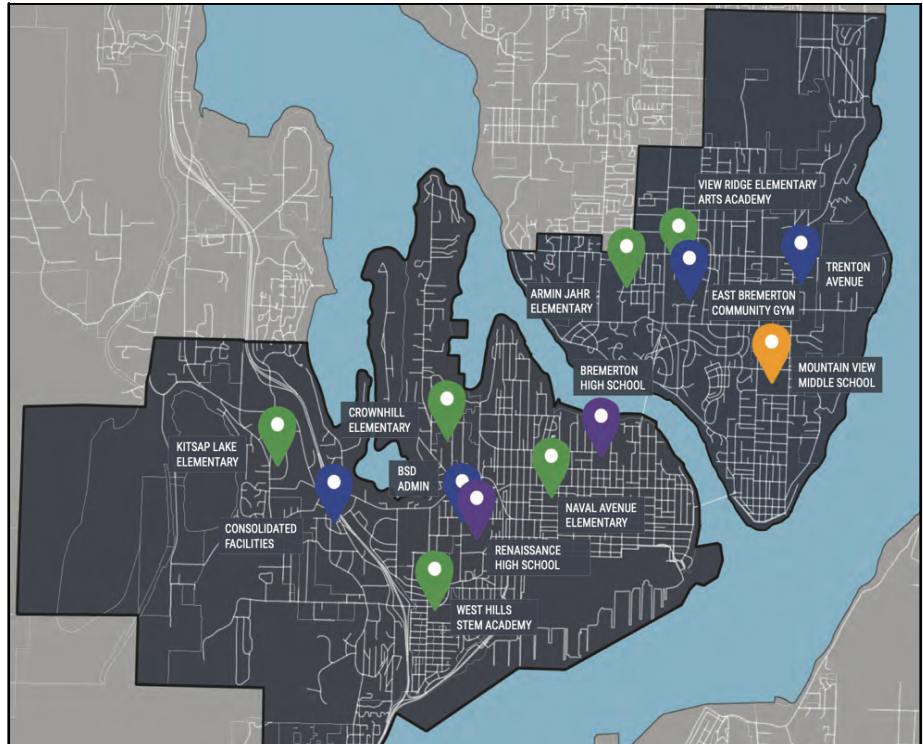 VIEW RIDGE ELEMENTARY
ARTS ACADEMY
TRENTON
AVENUE
ARMIN JAHR
ELEMENTARY
EAST BREMERTON
COMMUNITY GYM
BREMERTON
HIGH SCHOOL
MOUNTAIN VIEW
MIDDLE SCHOOL
CROWNHILL
ELEMENTARY
KITSAP LAKE
ELEMENTARY
BSD
ADMIN
NAVAL AVENUE
ELEMENTARY
CONSOLIDATED
FACILITIES
RENAISSANCE
HIGH SCHOOL
WEST HILLS
STEM ACADEMY